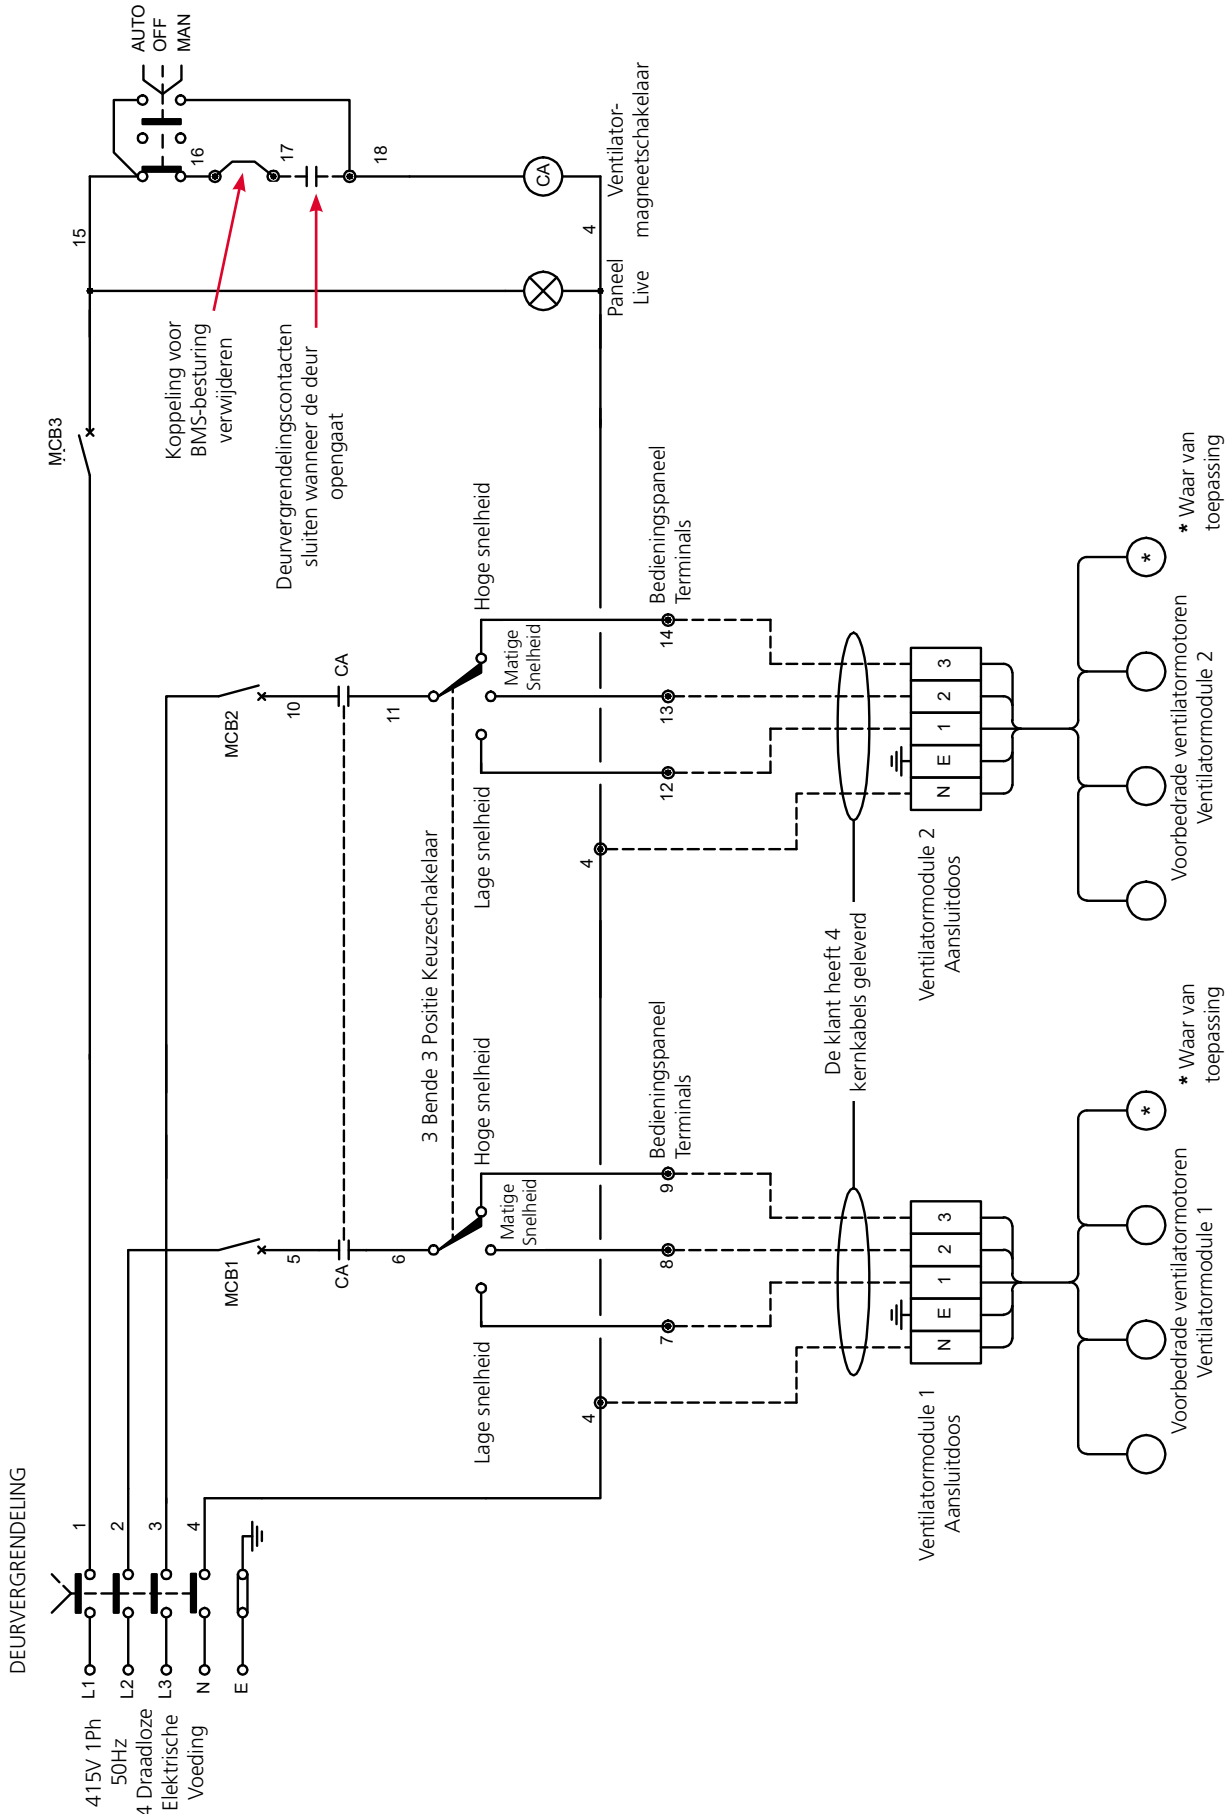 DEURVERGRENDELING
415V 1Ph
50Hz
4 Draadloze
Elektrische
Voeding
L1
L2
L3
N
E
1
2
3
4
MCB3
15
AUTO
OFF
MAN
16
17
18
Koppeling voor
BMS-besturing
verwijderen
Deurvergrendelingscontacten
sluiten wanneer de deur
opengaat
CA
Ventilator-
magneetschakelaar
4
Paneel
Live
MCB1
5
CA
6
MCB2
10
CA
11
3 Bende 3 Positie Keuzeschakelaar
Lage snelheid
Matige
Snelheid
Hoge snelheid
Lage snelheid
Matige
Snelheid
Hoge snelheid
4
7
8
9
Bedieningspaneel
Terminals
4
12
13
14
Bedieningspaneel
Terminals
De klant heeft 4
kernkabels geleverd
Ventilatormodule 1
Aansluitdoos
N
E
1
2
3
Ventilatormodule 2
Aansluitdoos
N
E
1
2
3
*
Voorbedrade ventilatormotoren
Ventilatormodule 1
* Waar van
toepassing
*
Voorbedrade ventilatormotoren
Ventilatormodule 2
* Waar van
toepassing